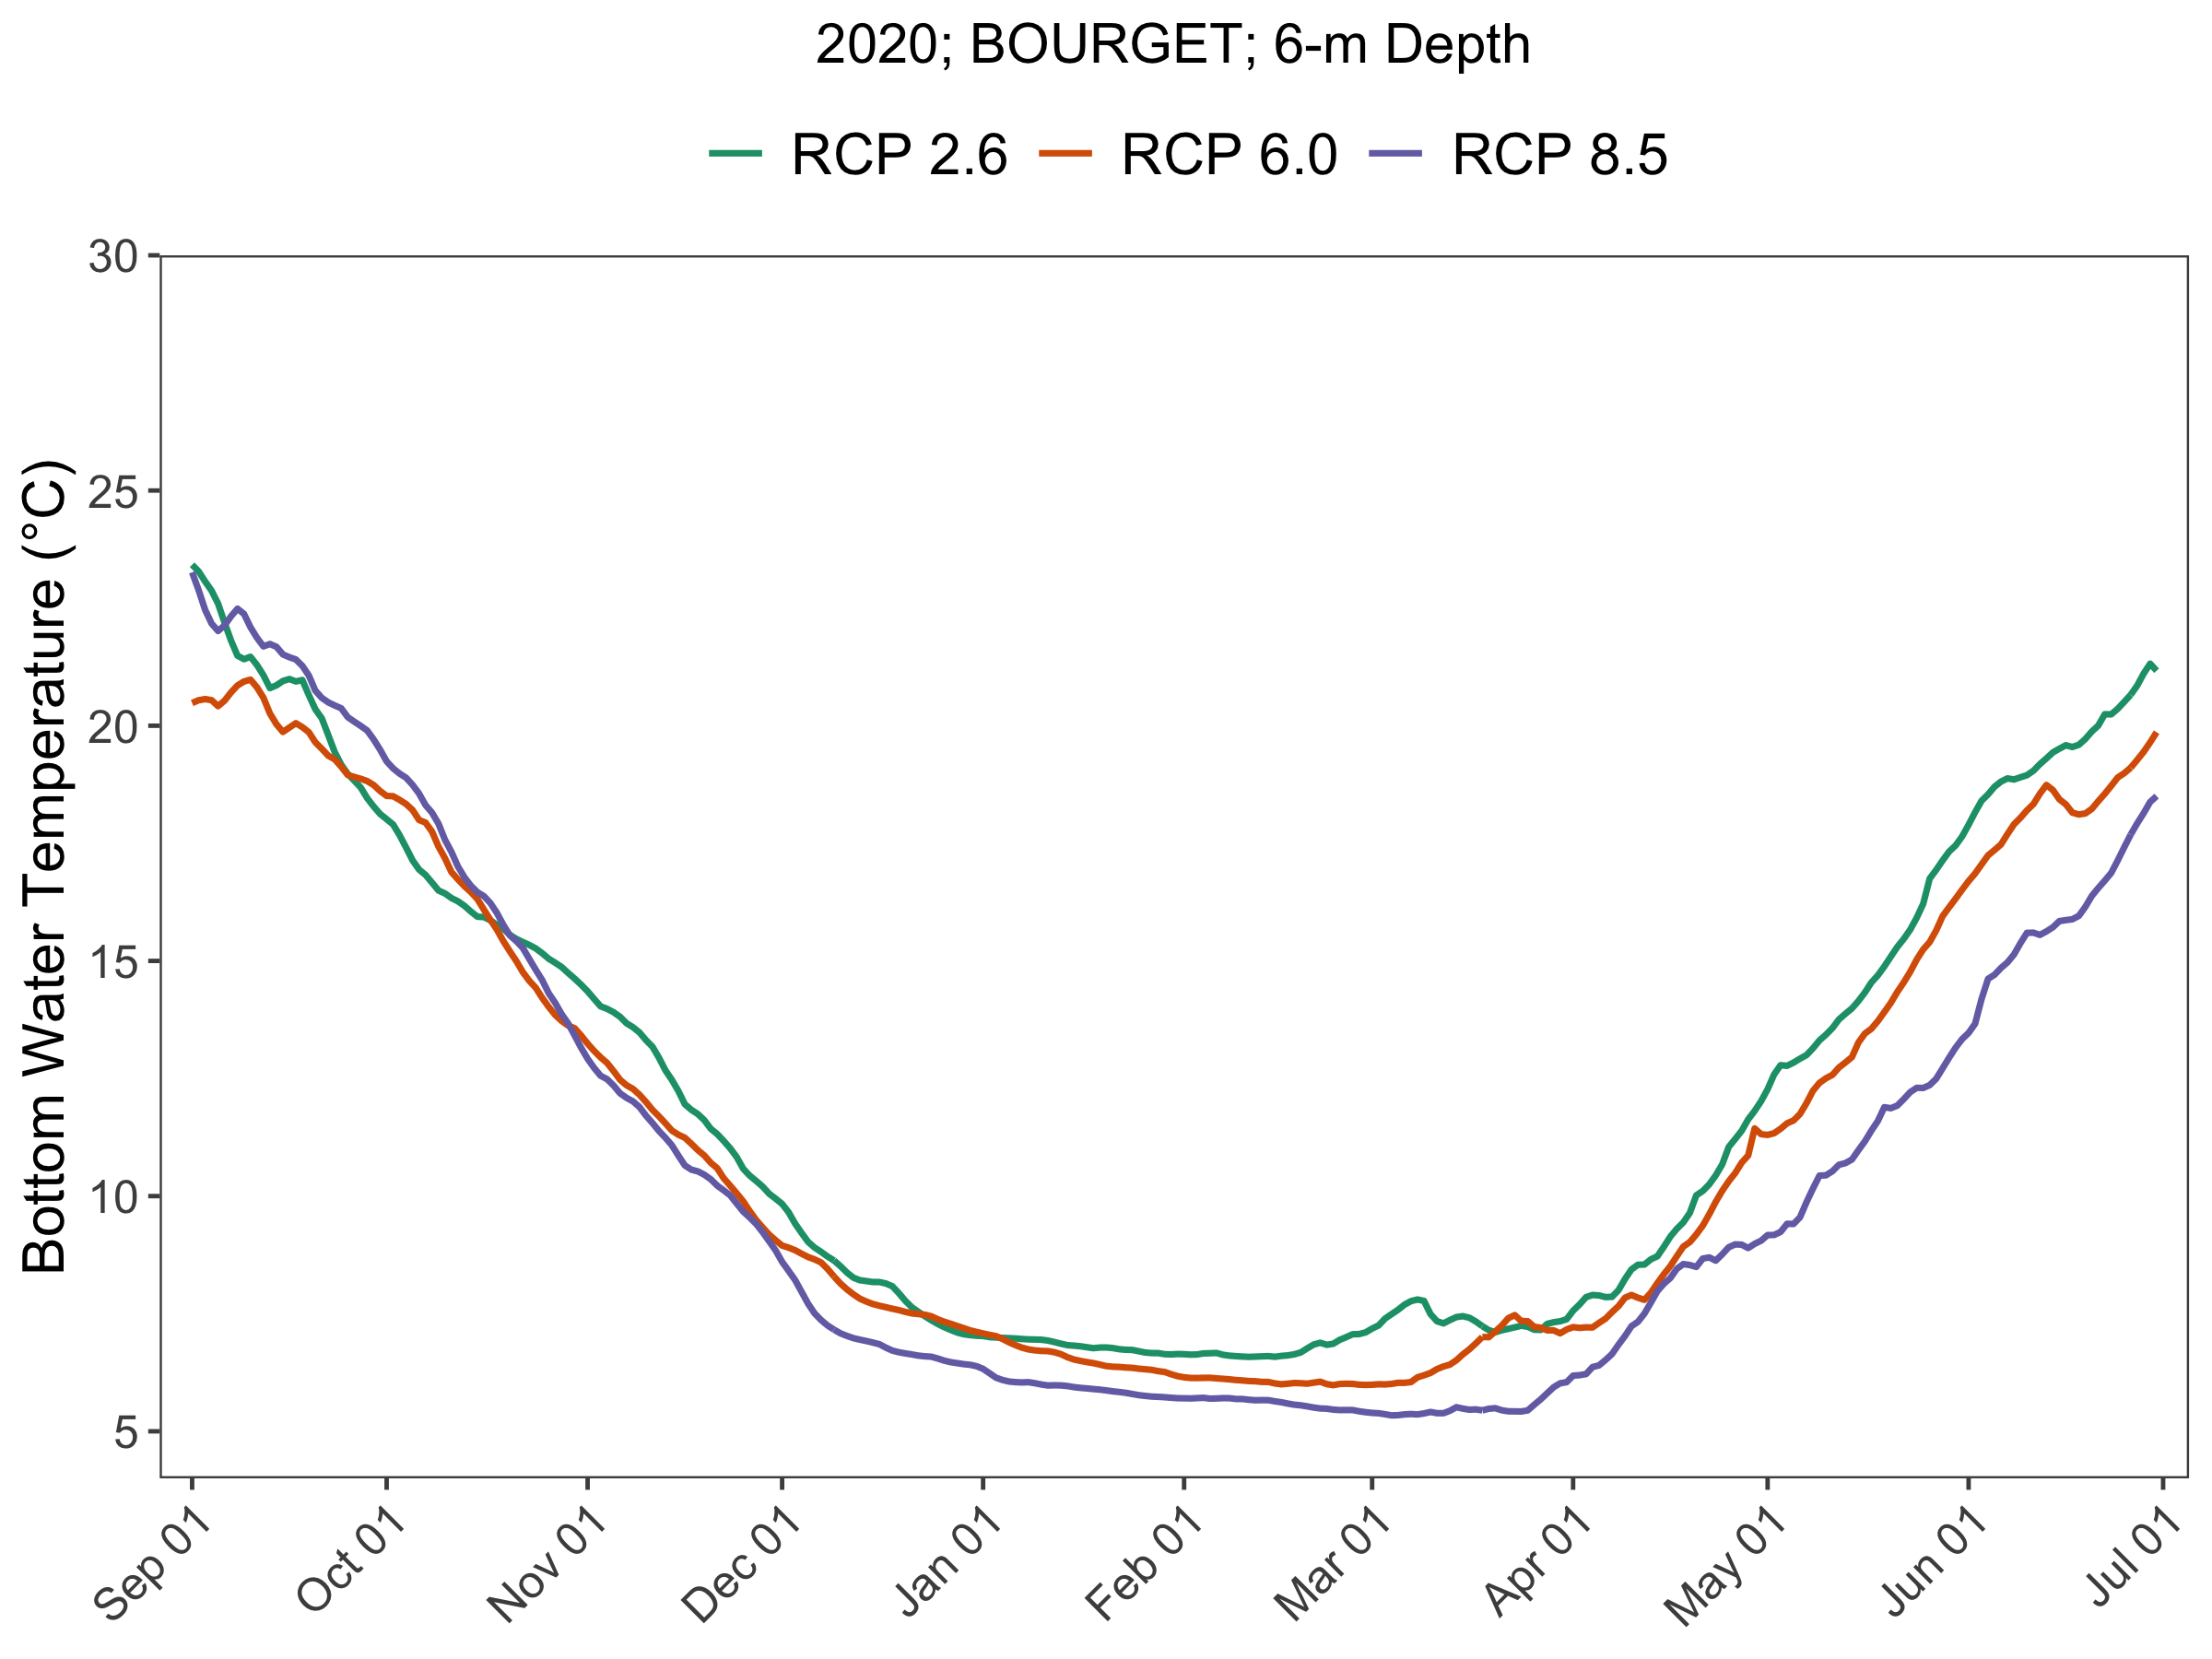 2020; BOURGET; 6-m Depth
RCP 2.6 RCP 6.0 RCP 8.5
Bottom Water Temperature (°C)
30
25
20
15
10
5
Sep 01 Oct 01 Nov 01 Dec 01 Jan 01 Feb 01 Mar 01 Apr 01 May 01 Jun 01 Jul 01